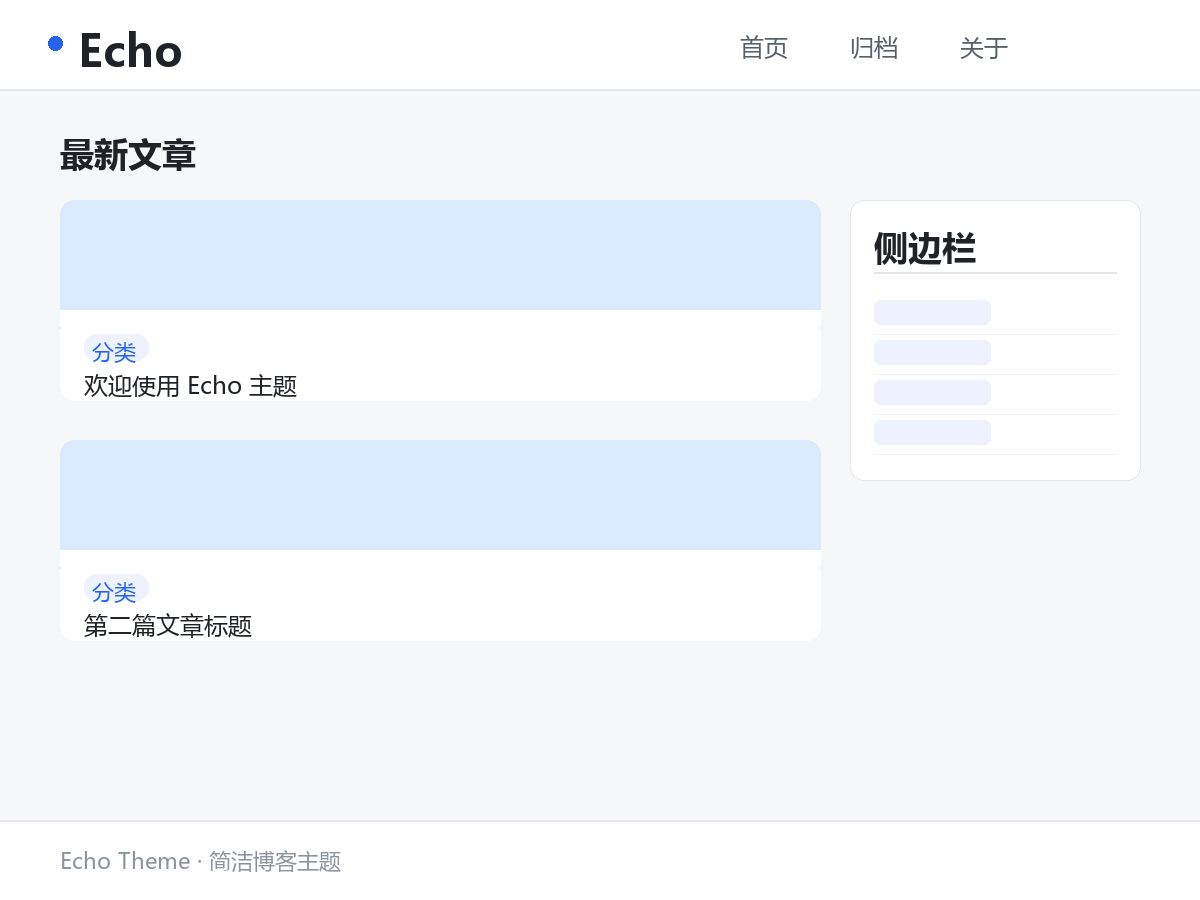 Echo
首页 归档 关于
最新文章
分类
欢迎使用 Echo 主题
分类
第二篇文章标题
侧边栏
Echo Theme · 简洁博客主题